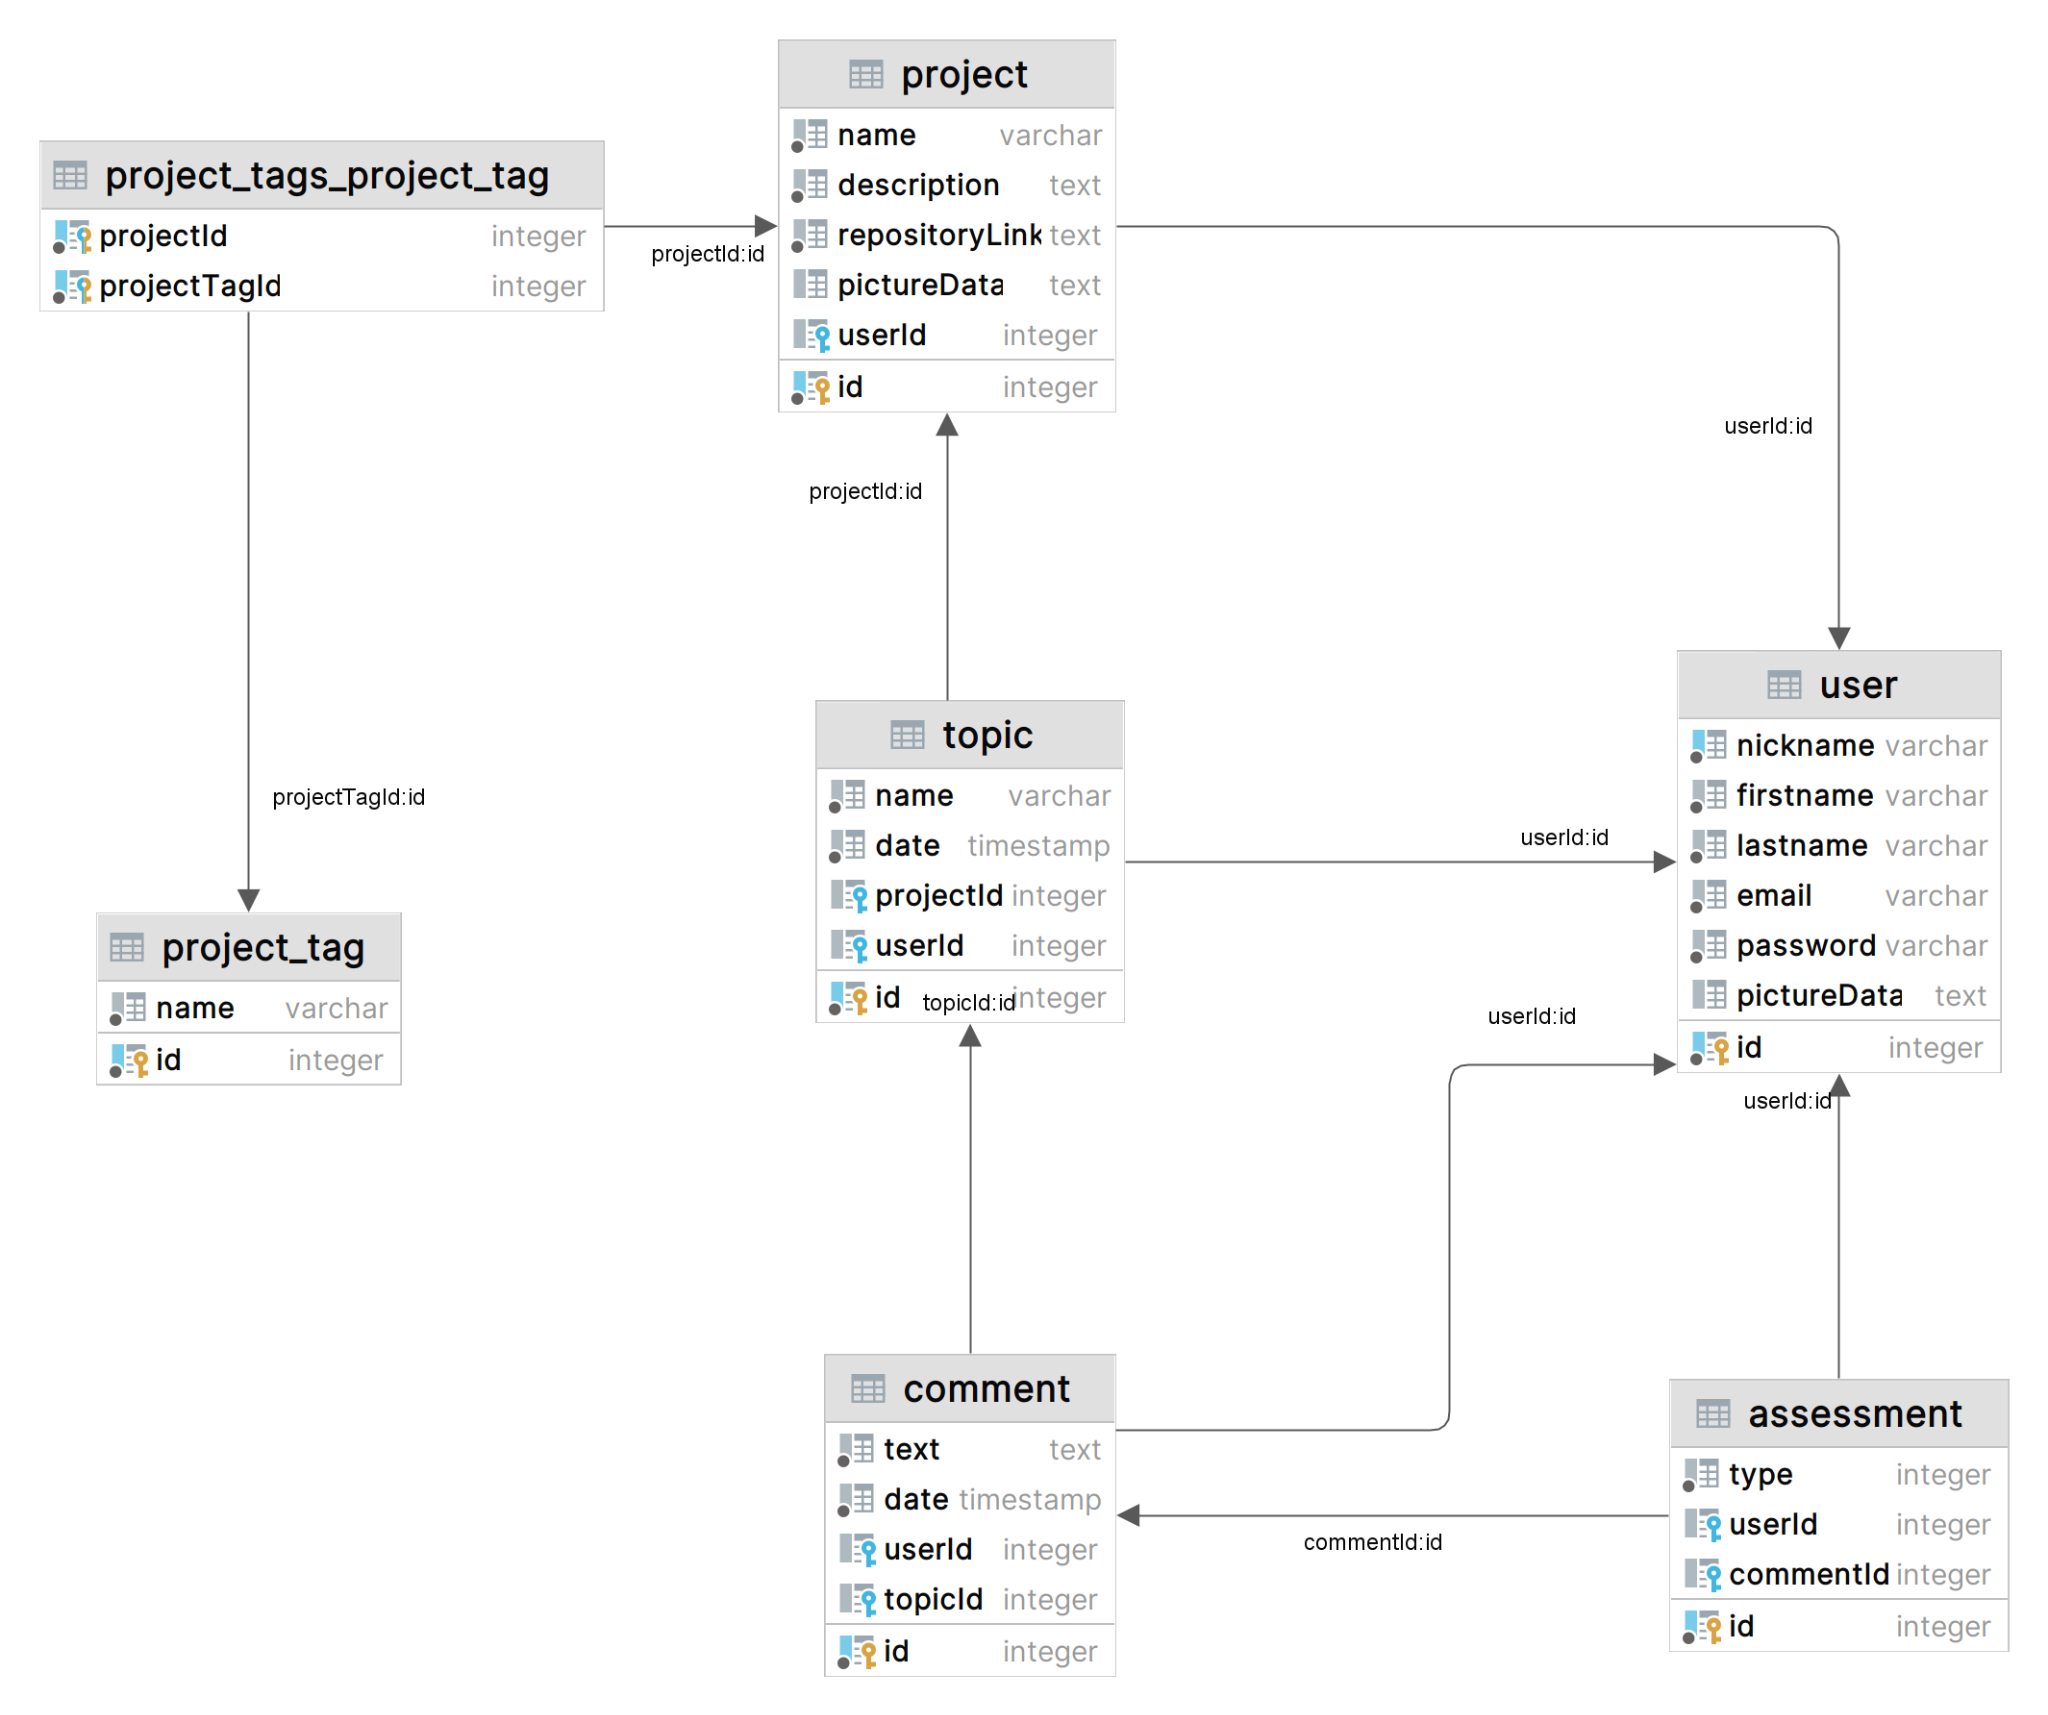 project
name varchar
description text
repositoryLink text
pictureData text
userId integer
id integer
project_tags_project_tag
projectId integer
projectTagId integer
projectId:id
userId:id
projectId:id
projectTagId:id
project_tag
name varchar
id integer
topic
name varchar
date timestamp
projectId integer
userId integer
id integer
topicId:id
userId:id
user
nickname varchar
firstname varchar
lastname varchar
email varchar
password varchar
pictureData text
id integer
userId:id
userId:id
comment
text text
date timestamp
userId integer
topicId integer
id integer
commentId:id
assessment
type integer
userId integer
commentId integer
id integer